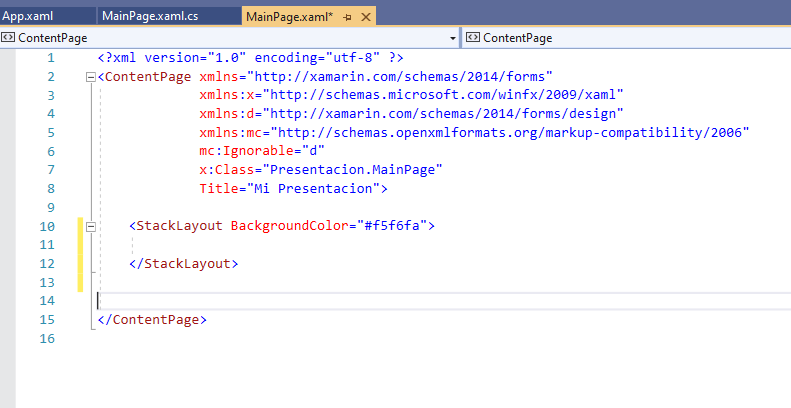 App.xaml MainPage.xaml.cs MainPage.xaml*
ContentPage ContentPage
1 <?xml version="1.0" encoding="utf-8" ?>
2 <ContentPage xmlns="http://xamarin.com/schemas/2014/forms"
3 xmlns:x="http://schemas.microsoft.com/winfx/2009/xaml"
4 xmlns:d="http://xamarin.com/schemas/2014/forms/design"
5 xmlns:mc="http://schemas.openxmlformats.org/markup-compatibility/2006"
6 mc:Ignorable="d"
7 x:Class="Presentacion.MainPage"
8 Title="Mi Presentacion">
9
10 <StackLayout BackgroundColor="#f5f6fa">
11
12 </StackLayout>
13
14
15 </ContentPage>
16